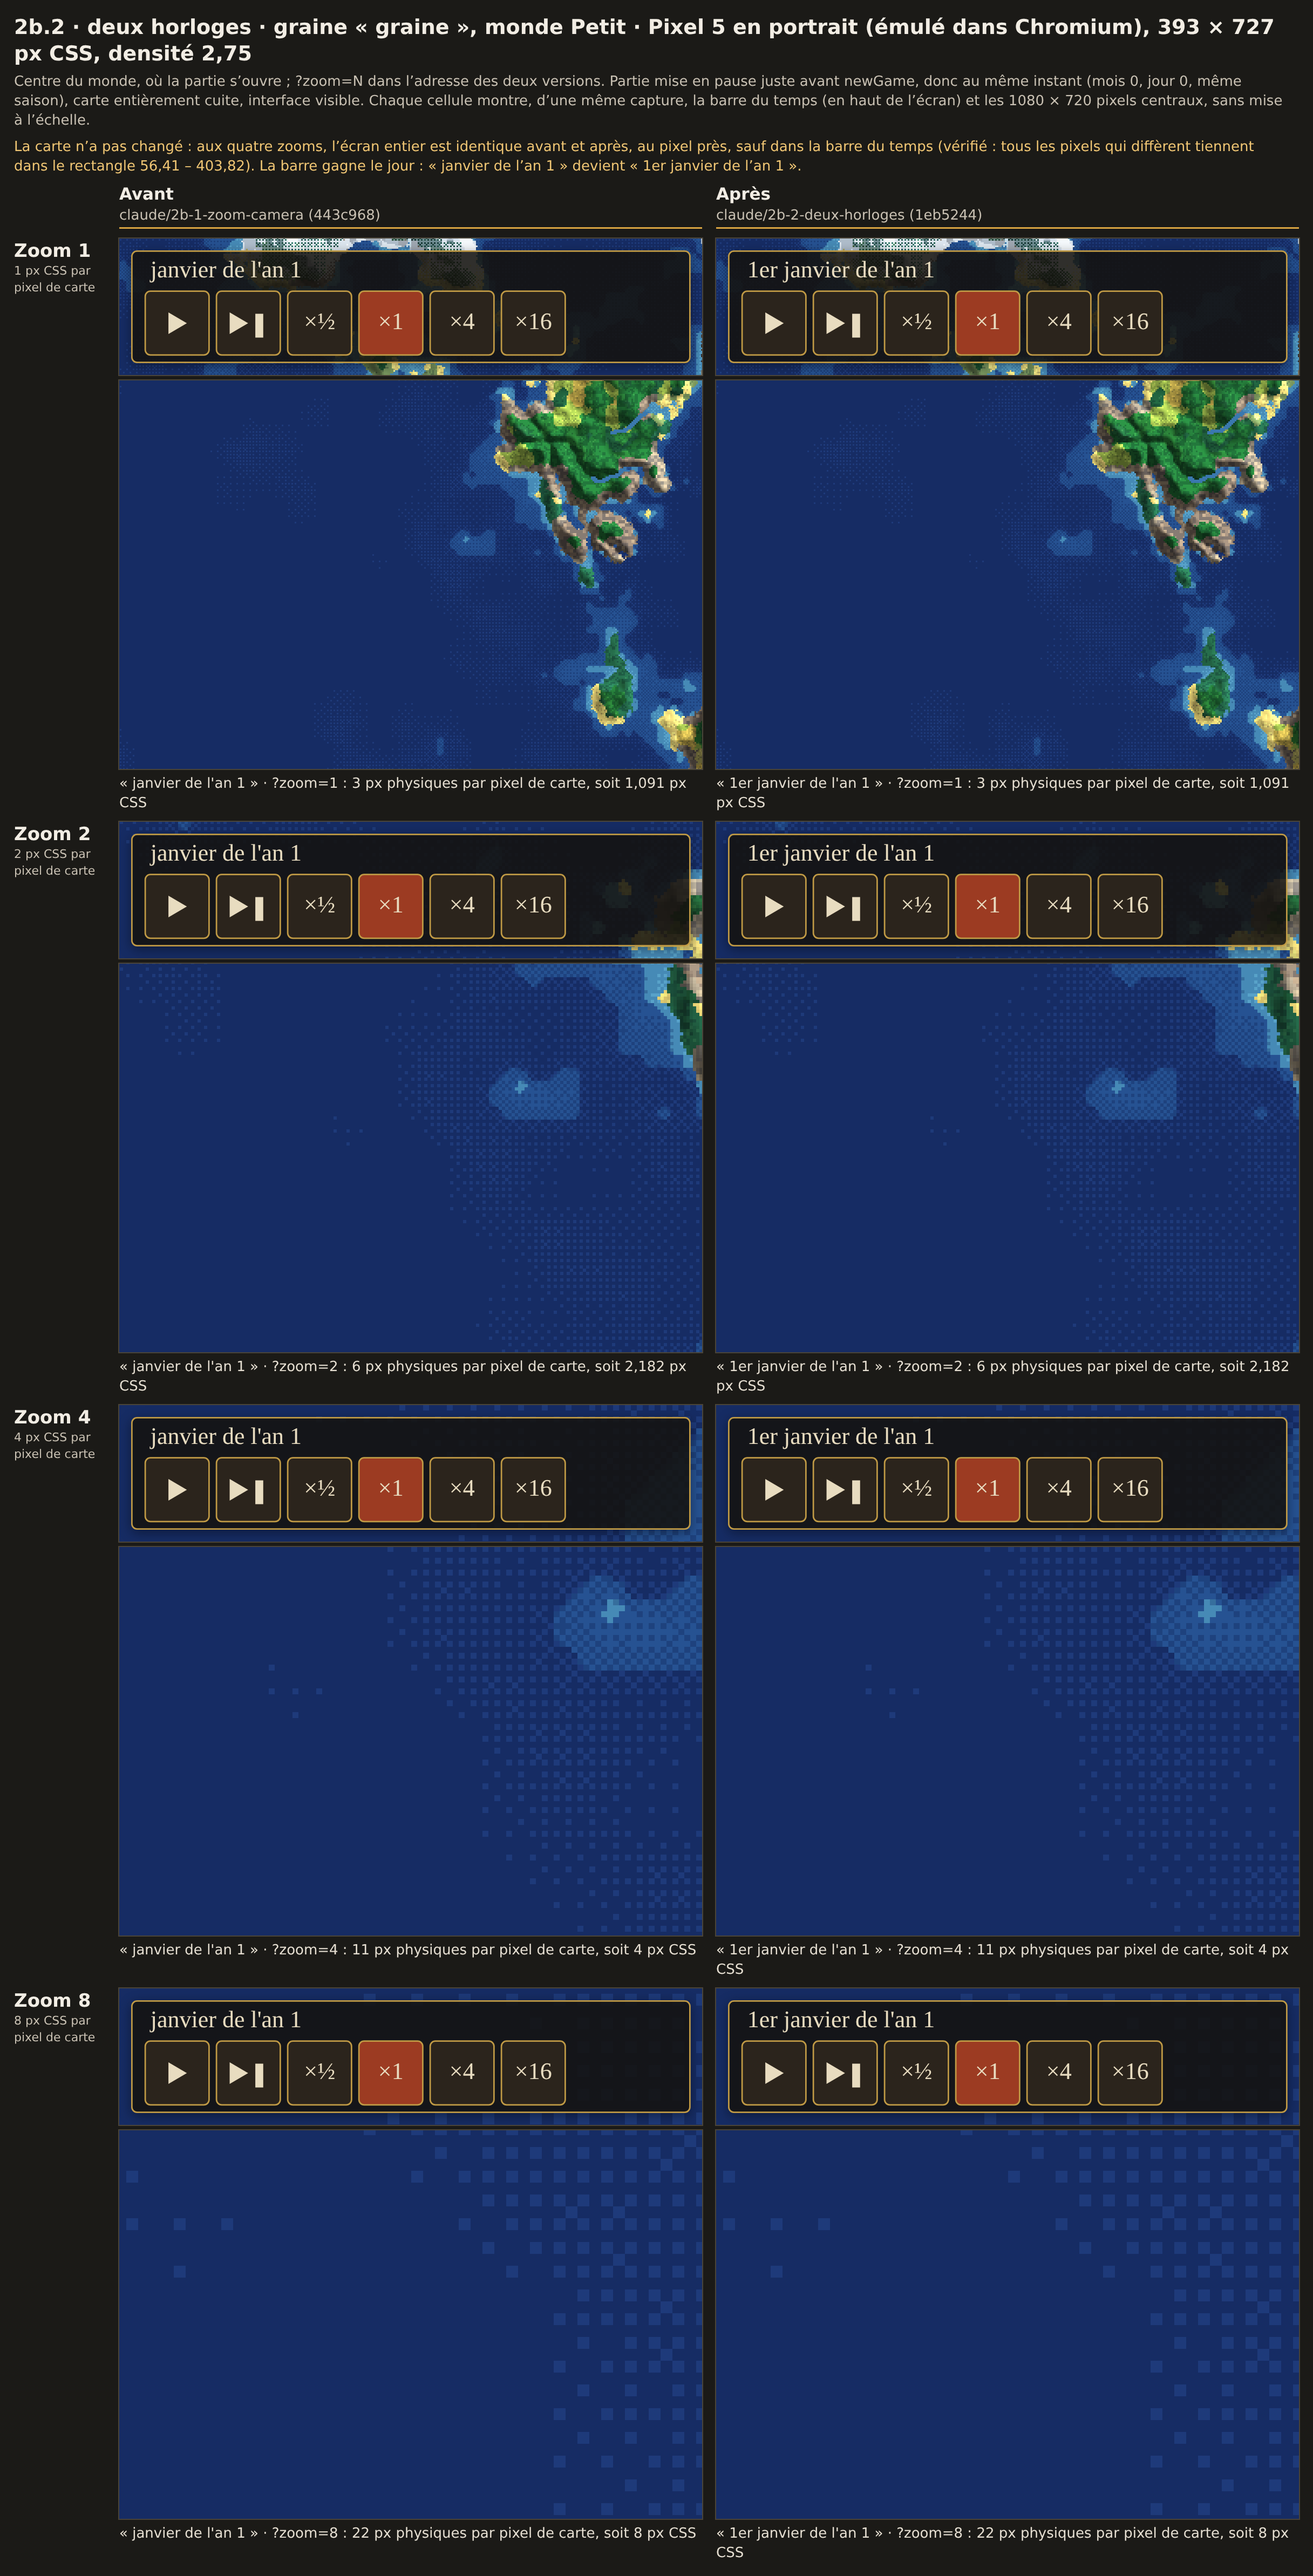 2b.2 · deux horloges · graine « graine », monde Petit · Pixel 5 en portrait (émulé dans Chromium), 393 × 727
px CSS, densité 2,75
Centre du monde, où la partie s’ouvre ; ?zoom=N dans l’adresse des deux versions. Partie mise en pause juste avant newGame, donc au même instant (mois 0, jour 0, même
saison), carte entièrement cuite, interface visible. Chaque cellule montre, d’une même capture, la barre du temps (en haut de l’écran) et les 1080 × 720 pixels centraux, sans mise
à l’échelle.
La carte n’a pas changé : aux quatre zooms, l’écran entier est identique avant et après, au pixel près, sauf dans la barre du temps (vérifié : tous les pixels qui diffèrent tiennent
dans le rectangle 56,41 – 403,82). La barre gagne le jour : « janvier de l’an 1 » devient « 1er janvier de l’an 1 ».
Avant
claude/2b-1-zoom-camera (443c968)
Après
claude/2b-2-deux-horloges (1eb5244)
Zoom 1
1 px CSS par
pixel de carte
janvier de l'an 1
×½ ×1 ×4 ×16
1er janvier de l'an 1
×½ ×1 ×4 ×16
« janvier de l'an 1 » · ?zoom=1 : 3 px physiques par pixel de carte, soit 1,091 px
CSS
« 1er janvier de l'an 1 » · ?zoom=1 : 3 px physiques par pixel de carte, soit 1,091
px CSS
Zoom 2
2 px CSS par
pixel de carte
janvier de l'an 1
×½ ×1 ×4 ×16
1er janvier de l'an 1
×½ ×1 ×4 ×16
« janvier de l'an 1 » · ?zoom=2 : 6 px physiques par pixel de carte, soit 2,182 px
CSS
« 1er janvier de l'an 1 » · ?zoom=2 : 6 px physiques par pixel de carte, soit 2,182
px CSS
Zoom 4
4 px CSS par
pixel de carte
janvier de l'an 1
×½ ×1 ×4 ×16
1er janvier de l'an 1
×½ ×1 ×4 ×16
« janvier de l'an 1 » · ?zoom=4 : 11 px physiques par pixel de carte, soit 4 px CSS
« 1er janvier de l'an 1 » · ?zoom=4 : 11 px physiques par pixel de carte, soit 4 px
CSS
Zoom 8
8 px CSS par
pixel de carte
janvier de l'an 1
×½ ×1 ×4 ×16
1er janvier de l'an 1
×½ ×1 ×4 ×16
« janvier de l'an 1 » · ?zoom=8 : 22 px physiques par pixel de carte, soit 8 px CSS
« 1er janvier de l'an 1 » · ?zoom=8 : 22 px physiques par pixel de carte, soit 8 px
CSS